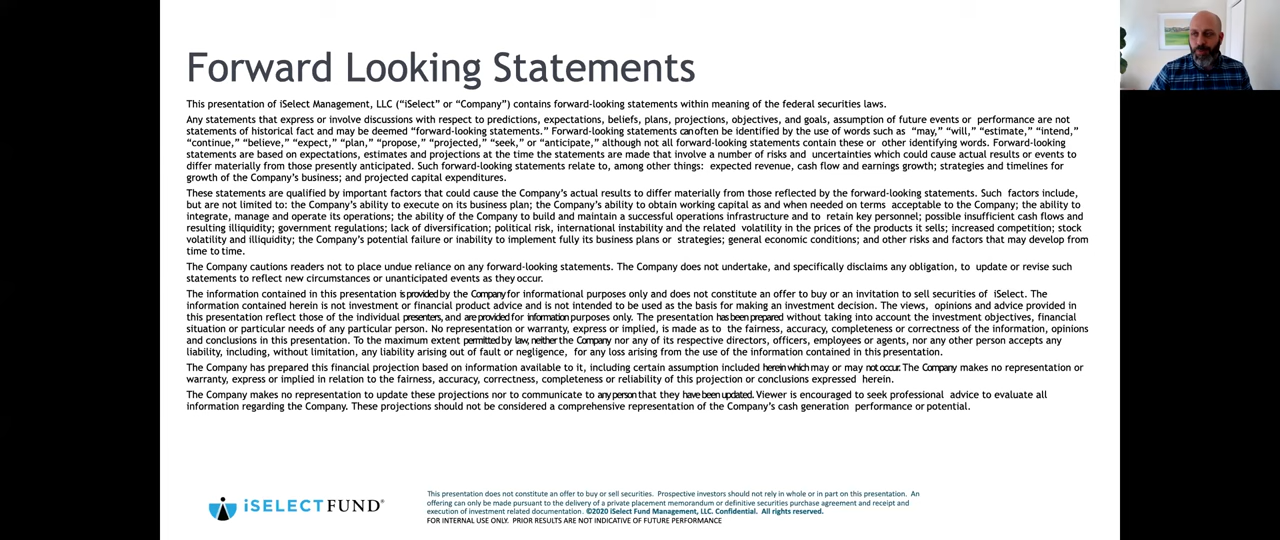 Forward Looking Statements
This presentation of iSelect Management, LLC (“iSelect” or “Company”) contains forward-looking statements within meaning of the federal securities laws.
Any statements that express or involve discussions with respect to predictions, expectations, beliefs, plans, projections, objectives, and goals, assumption of future events or performance are not
statements of historical fact and may be deemed “forward-looking statements.” Forward-looking statements can often be identified by the use of words such as “may,” “will,” “estimate,” “intend,”
“continue,” “believe,” “expect,” “plan,” “propose,” “projected,” “seek,” or “anticipate,” although not all forward-looking statements contain these or other identifying words. Forward-looking
statements are based on expectations, estimates and projections at the time the statements are made that involve a number of risks and uncertainties which could cause actual results or events to
differ materially from those presently anticipated. Such forward-looking statements relate to, among other things: expected revenue, cash flow and earnings growth; strategies and timelines for
growth of the Company’s business; and projected capital expenditures.
These statements are qualified by important factors that could cause the Company’s actual results to differ materially from those reflected by the forward-looking statements. Such factors include,
but are not limited to: the Company’s ability to execute on its business plan; the Company’s ability to obtain working capital as and when needed on terms acceptable to the Company; the ability to
integrate, manage and operate its operations; the ability of the Company to build and maintain a successful operations infrastructure and to retain key personnel; possible insufficient cash flows and
resulting illiquidity; government regulations; lack of diversification; political risk, international instability and the related volatility in the prices of the products it sells; increased competition; stock
volatility and illiquidity; the Company’s potential failure or inability to implement fully its business plans or strategies; general economic conditions; and other risks and factors that may develop from
time to time.
The Company cautions readers not to place undue reliance on any forward-looking statements. The Company does not undertake, and specifically disclaims any obligation, to update or revise such
statements to reflect new circumstances or unanticipated events as they occur.
The information contained in this presentation is provided by the Company for informational purposes only and does not constitute an offer to buy or an invitation to sell securities of iSelect. The
information contained herein is not investment or financial product advice and is not intended to be used as the basis for making an investment decision. The views, opinions and advice provided in
this presentation reflect those of the individual presenters, and are provided for information purposes only. The presentation has been prepared without taking into account the investment objectives, financial
situation or particular needs of any particular person. No representation or warranty, express or implied, is made as to the fairness, accuracy, completeness or correctness of the information, opinions
and conclusions in this presentation. To the maximum extent permitted by law, neither the Company nor any of its respective directors, officers, employees or agents, nor any other person accepts any
liability, including, without limitation, any liability arising out of fault or negligence, for any loss arising from the use of the information contained in this presentation.
The Company has prepared this financial projection based on information available to it, including certain assumption included herein which may or may not occur. The Company makes no representation or
warranty, express or implied in relation to the fairness, accuracy, correctness, completeness or reliability of this projection or conclusions expressed herein.
The Company makes no representation to update these projections nor to communicate to any person that they have been updated. Viewer is encouraged to seek professional advice to evaluate all
information regarding the Company. These projections should not be considered a comprehensive representation of the Company’s cash generation performance or potential.
iSELECT FUND®
This presentation does not constitute an offer to buy or sell securities. Prospective investors should not rely in whole or in part on this presentation. An
offering can only be made pursuant to the delivery of a private placement memorandum or definitive securities purchase agreement and receipt and
execution of investment related documentation. ©2020 iSelect Fund Management, LLC. Confidential. All rights reserved.
FOR INTERNAL USE ONLY. PRIOR RESULTS ARE NOT INDICATIVE OF FUTURE PERFORMANCE